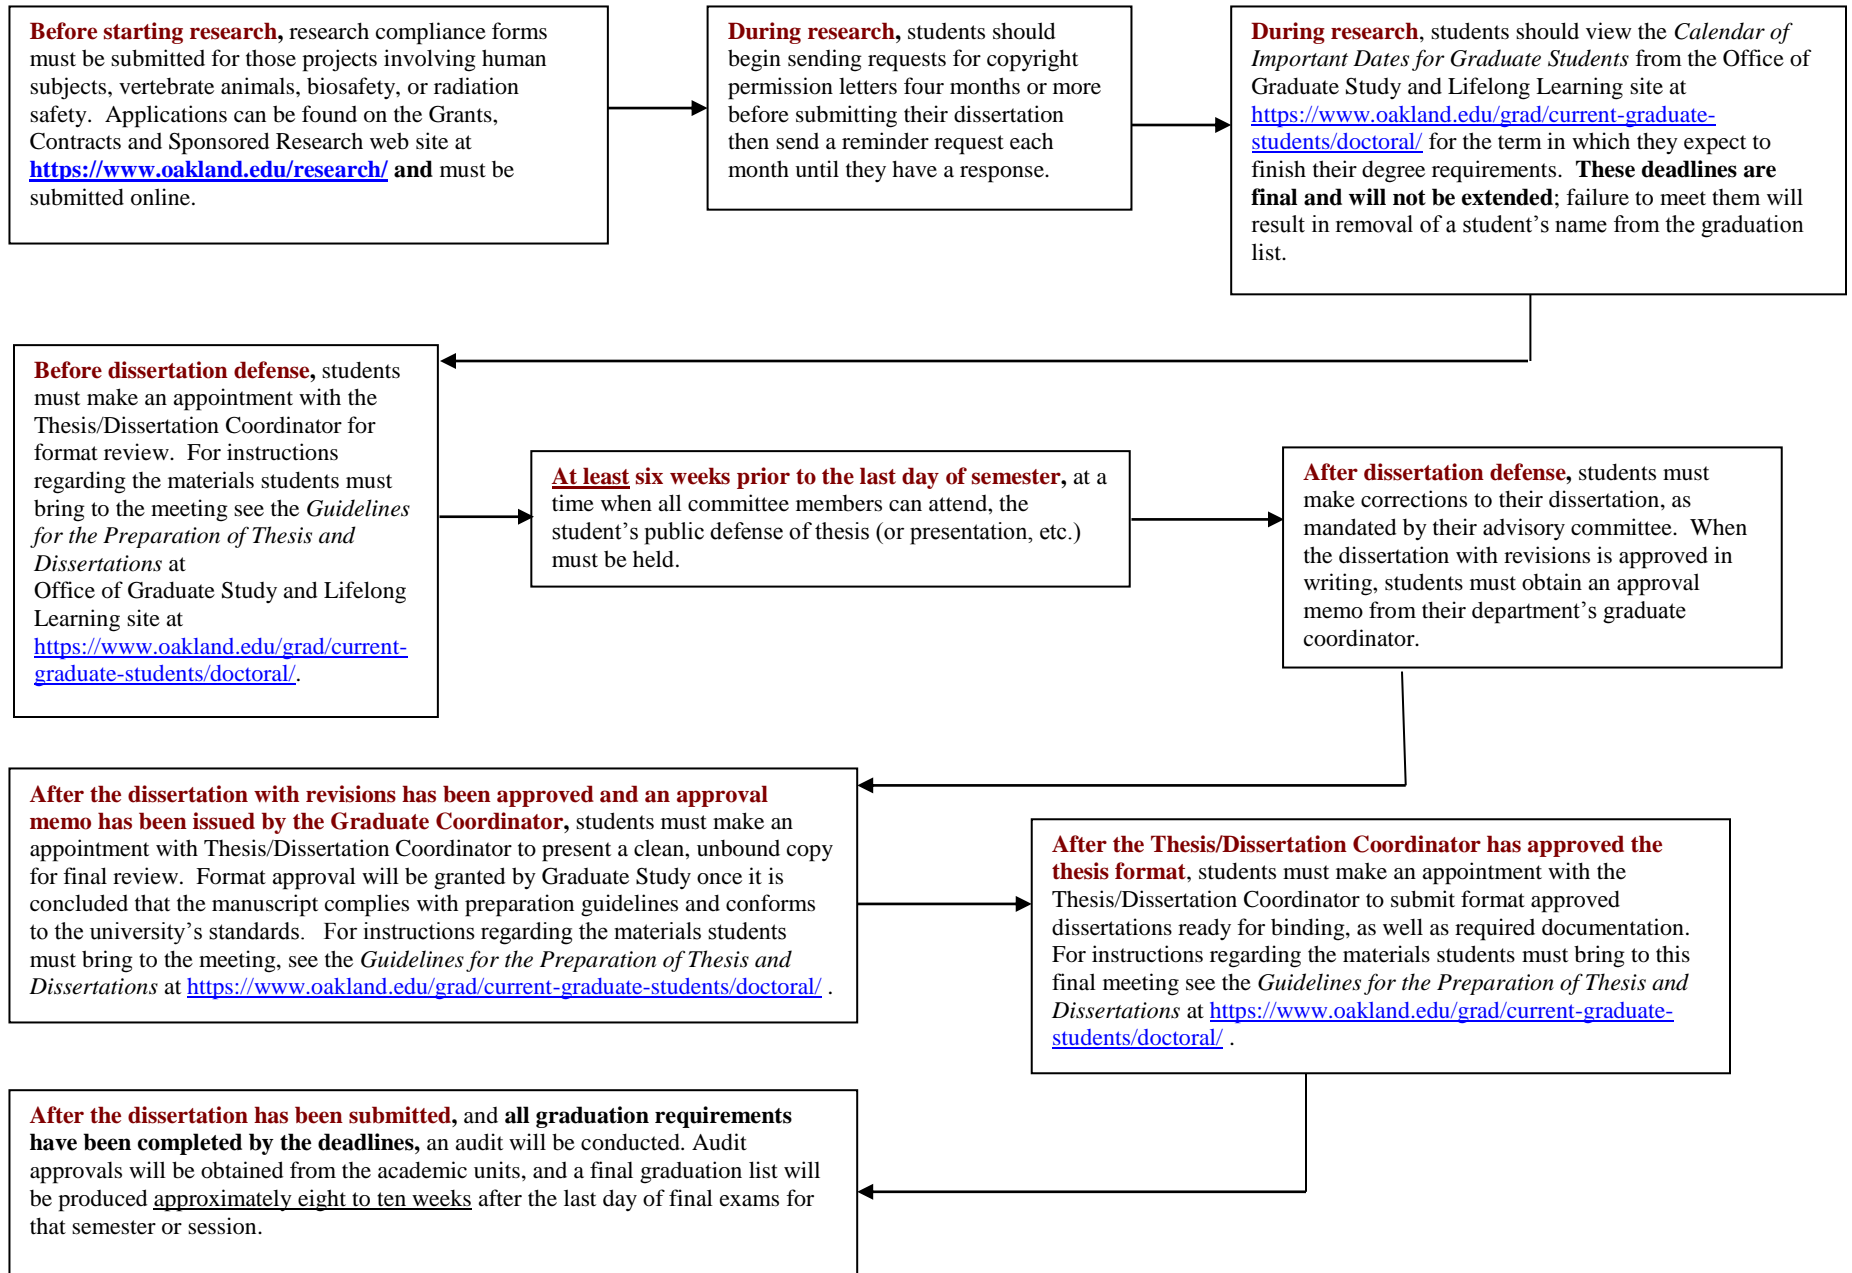 Before starting research, research compliance forms
must be submitted for those projects involving human
subjects, vertebrate animals, biosafety, or radiation
safety.  Applications can be found on the Grants,
Contracts and Sponsored Research web site at
https://www.oakland.edu/research/ and must be
submitted online.
During research, students should
begin sending requests for copyright
permission letters four months or more
before submitting their dissertation
then send a reminder request each
month until they have a response.
During research, students should view the Calendar of
Important Dates for Graduate Students from the Office of
Graduate Study and Lifelong Learning site at
https://www.oakland.edu/grad/current-graduate-
students/doctoral/ for the term in which they expect to
finish their degree requirements.  These deadlines are
final and will not be extended; failure to meet them will
result in removal of a student’s name from the graduation
list.
Before dissertation defense, students
must make an appointment with the
Thesis/Dissertation Coordinator for
format review.  For instructions
regarding the materials students must
bring to the meeting see the Guidelines
for the Preparation of Thesis and
Dissertations at
Office of Graduate Study and Lifelong
Learning site at
https://www.oakland.edu/grad/current-
graduate-students/doctoral/.
At least six weeks prior to the last day of semester, at a
time when all committee members can attend, the
student’s public defense of thesis (or presentation, etc.)
must be held.
After dissertation defense, students must
make corrections to their dissertation, as
mandated by their advisory committee.  When
the dissertation with revisions is approved in
writing, students must obtain an approval
memo from their department’s graduate
coordinator.
After the dissertation with revisions has been approved and an approval
memo has been issued by the Graduate Coordinator, students must make an
appointment with Thesis/Dissertation Coordinator to present a clean, unbound copy
for final review.  Format approval will be granted by Graduate Study once it is
concluded that the manuscript complies with preparation guidelines and conforms
to the university’s standards.   For instructions regarding the materials students
must bring to the meeting, see the Guidelines for the Preparation of Thesis and
Dissertations at https://www.oakland.edu/grad/current-graduate-students/doctoral/ .
After the Thesis/Dissertation Coordinator has approved the
thesis format, students must make an appointment with the
Thesis/Dissertation Coordinator to submit format approved
dissertations ready for binding, as well as required documentation.
For instructions regarding the materials students must bring to this
final meeting see the Guidelines for the Preparation of Thesis and
Dissertations at https://www.oakland.edu/grad/current-graduate-
students/doctoral/ .
After the dissertation has been submitted, and all graduation requirements
have been completed by the deadlines, an audit will be conducted. Audit
approvals will be obtained from the academic units, and a final graduation list will
be produced approximately eight to ten weeks after the last day of final exams for
that semester or session.